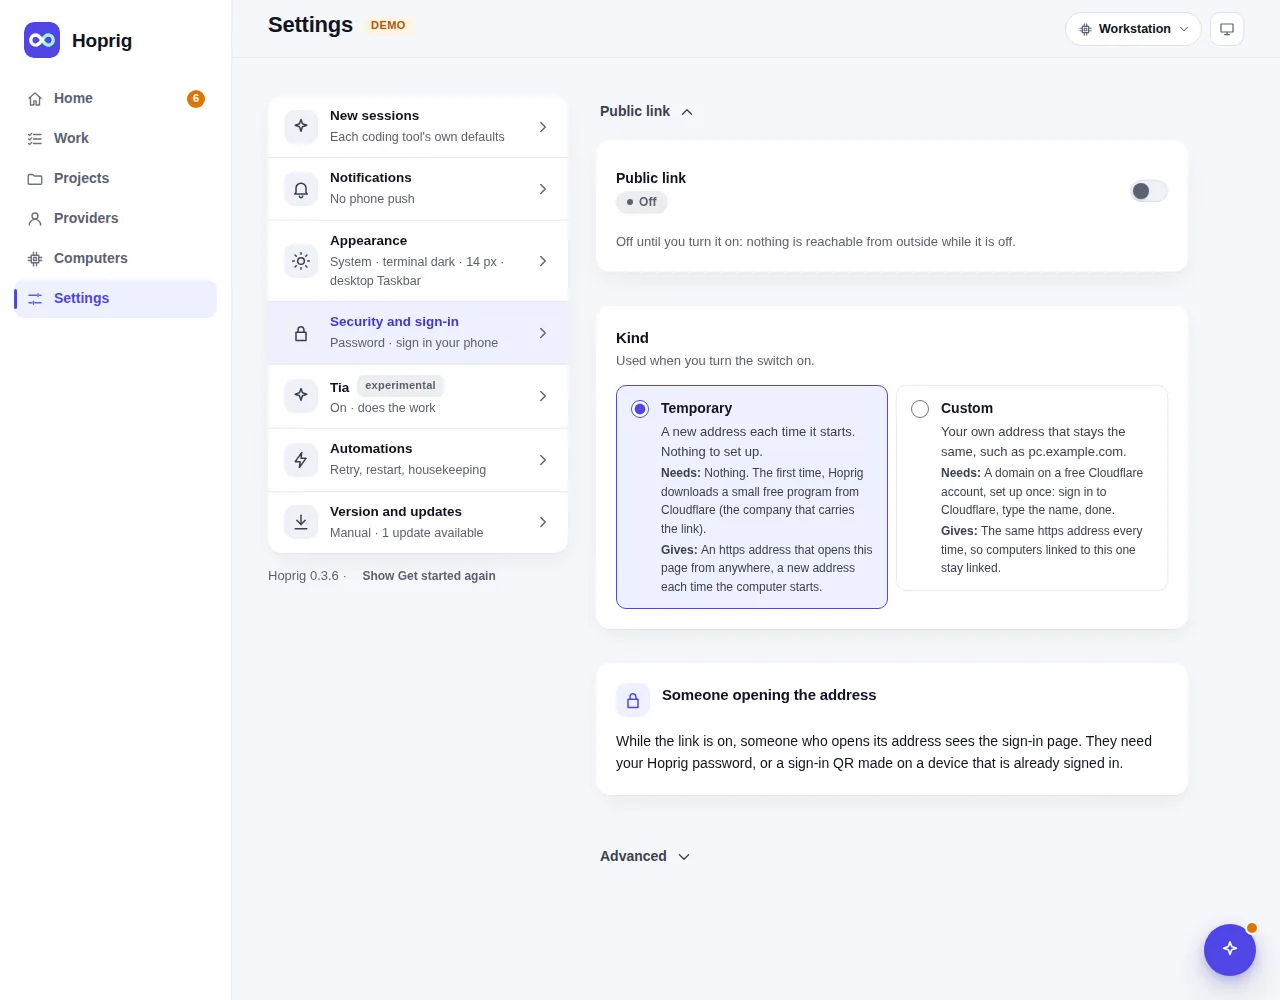 Hoprig
Home
6
Work
Projects
Providers
Computers
Settings
Settings
DEMO
Workstation
New sessions
Each coding tool's own defaults
Notifications
No phone push
Appearance
System · terminal dark · 14 px ·
desktop Taskbar
Security and sign-in
Password · sign in your phone
Tia experimental
On · does the work
Automations
Retry, restart, housekeeping
Version and updates
Manual · 1 update available
Hoprig 0.3.6 · Show Get started again
Public link
Public link
Off
Off until you turn it on: nothing is reachable from outside while it is off.
Kind
Used when you turn the switch on.
Temporary
A new address each time it starts.
Nothing to set up.
Needs: Nothing. The first time, Hoprig
downloads a small free program from
Cloudflare (the company that carries
the link).
Gives: An https address that opens this
page from anywhere, a new address
each time the computer starts.
Custom
Your own address that stays the
same, such as pc.example.com.
Needs: A domain on a free Cloudflare
account, set up once: sign in to
Cloudflare, type the name, done.
Gives: The same https address every
time, so computers linked to this one
stay linked.
Someone opening the address
While the link is on, someone who opens its address sees the sign-in page. They need
your Hoprig password, or a sign-in QR made on a device that is already signed in.
Advanced